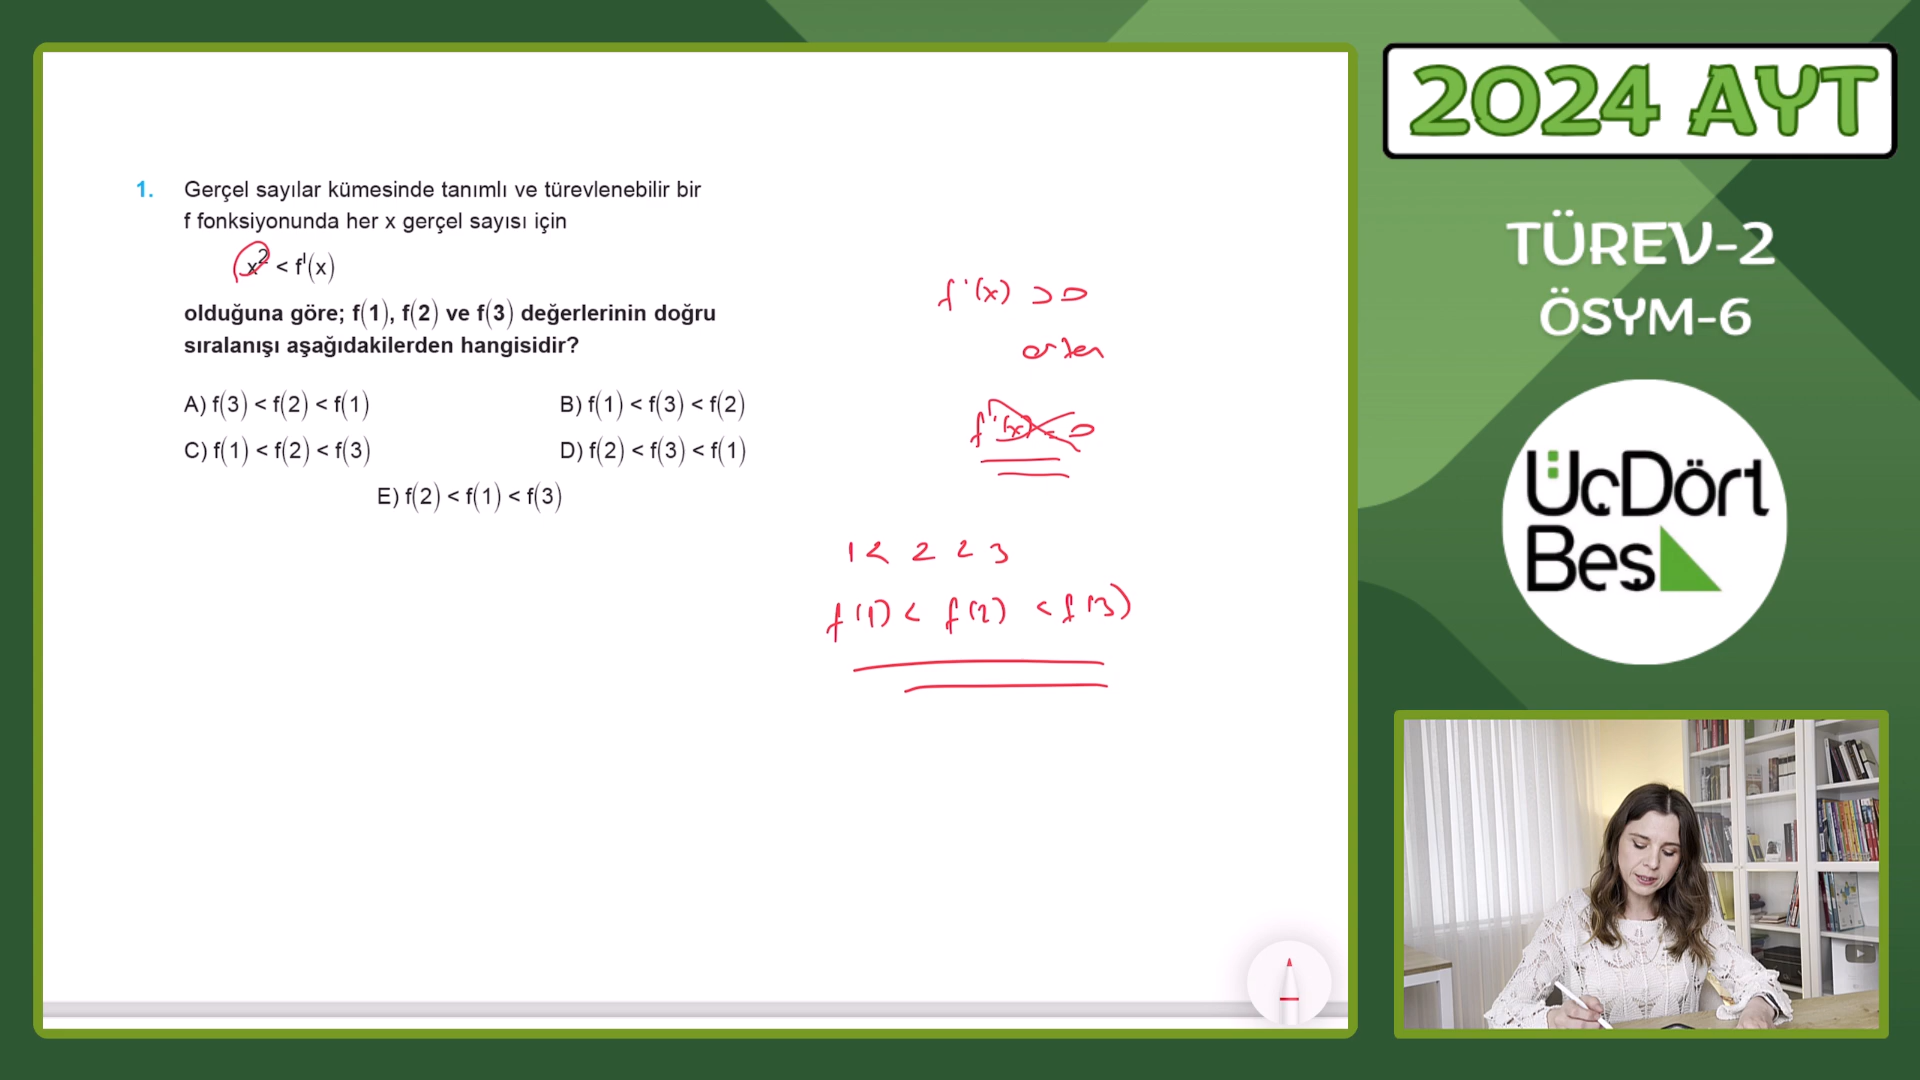 1. Gerçel sayılar kümesinde tanımlı ve türevlenebilir bir
f fonksiyonunda her x gerçel sayısı için
x² < f'(x)
olduğuna göre; f(1), f(2) ve f(3) değerlerinin doğru
sıralanışı aşağıdakilerden hangisidir?
A) f(3) < f(2) < f(1)
B) f(1) < f(3) < f(2)
C) f(1) < f(2) < f(3)
D) f(2) < f(3) < f(1)
E) f(2) < f(1) < f(3)
f'(x) > 0
artan
1 < 2 < 3
f(1) < f(2) < f(3)
2024 AYT
TÜREV-2
ÖSYM-6
ÜçDört
Beş